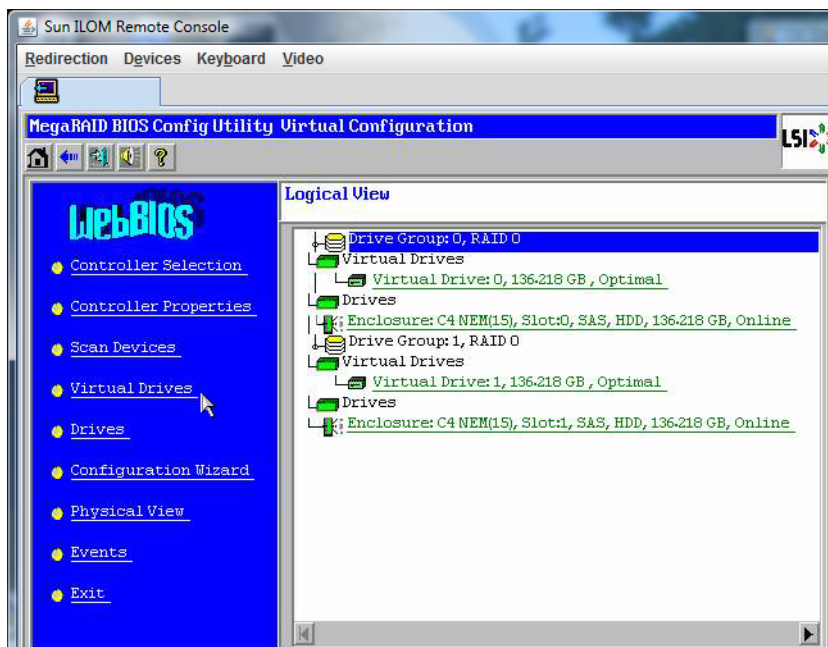 Sun ILOM Remote Console
Redirection Devices Keyboard Video
MegaRAID BIOS Config Utility Virtual Configuration
LSI
?
WebBIOS
Logical View
Controller Selection
Controller Properties
Scan Devices
Virtual Drives
Drives
Configuration Wizard
Physical View
Events
Exit
Drive Group: 0, RAID 0
Virtual Drives
Virtual Drive: 0, 136.218 GB, Optimal
Drives
Enclosure: C4 NEM(15), Slot:0, SAS, HDD, 136.218 GB, Online
Drive Group: 1, RAID 0
Virtual Drives
Virtual Drive: 1, 136.218 GB, Optimal
Drives
Enclosure: C4 NEM(15), Slot:1, SAS, HDD, 136.218 GB, Online